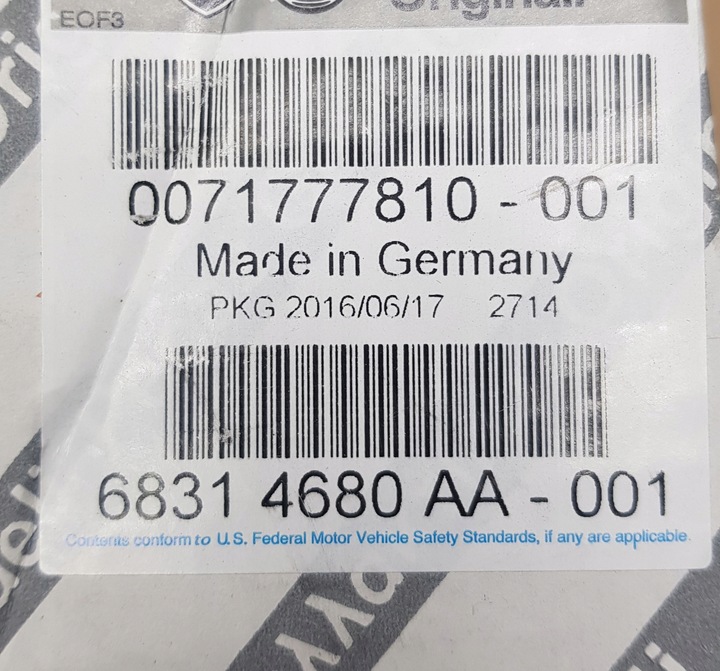 Original
EOF3
0071777810 - 001
Made in Germany
PKG 2016/06/17 2714
6831 4680 AA - 001
Contents conform to U.S. Federal Motor Vehicle Safety Standards, if any are applicable.